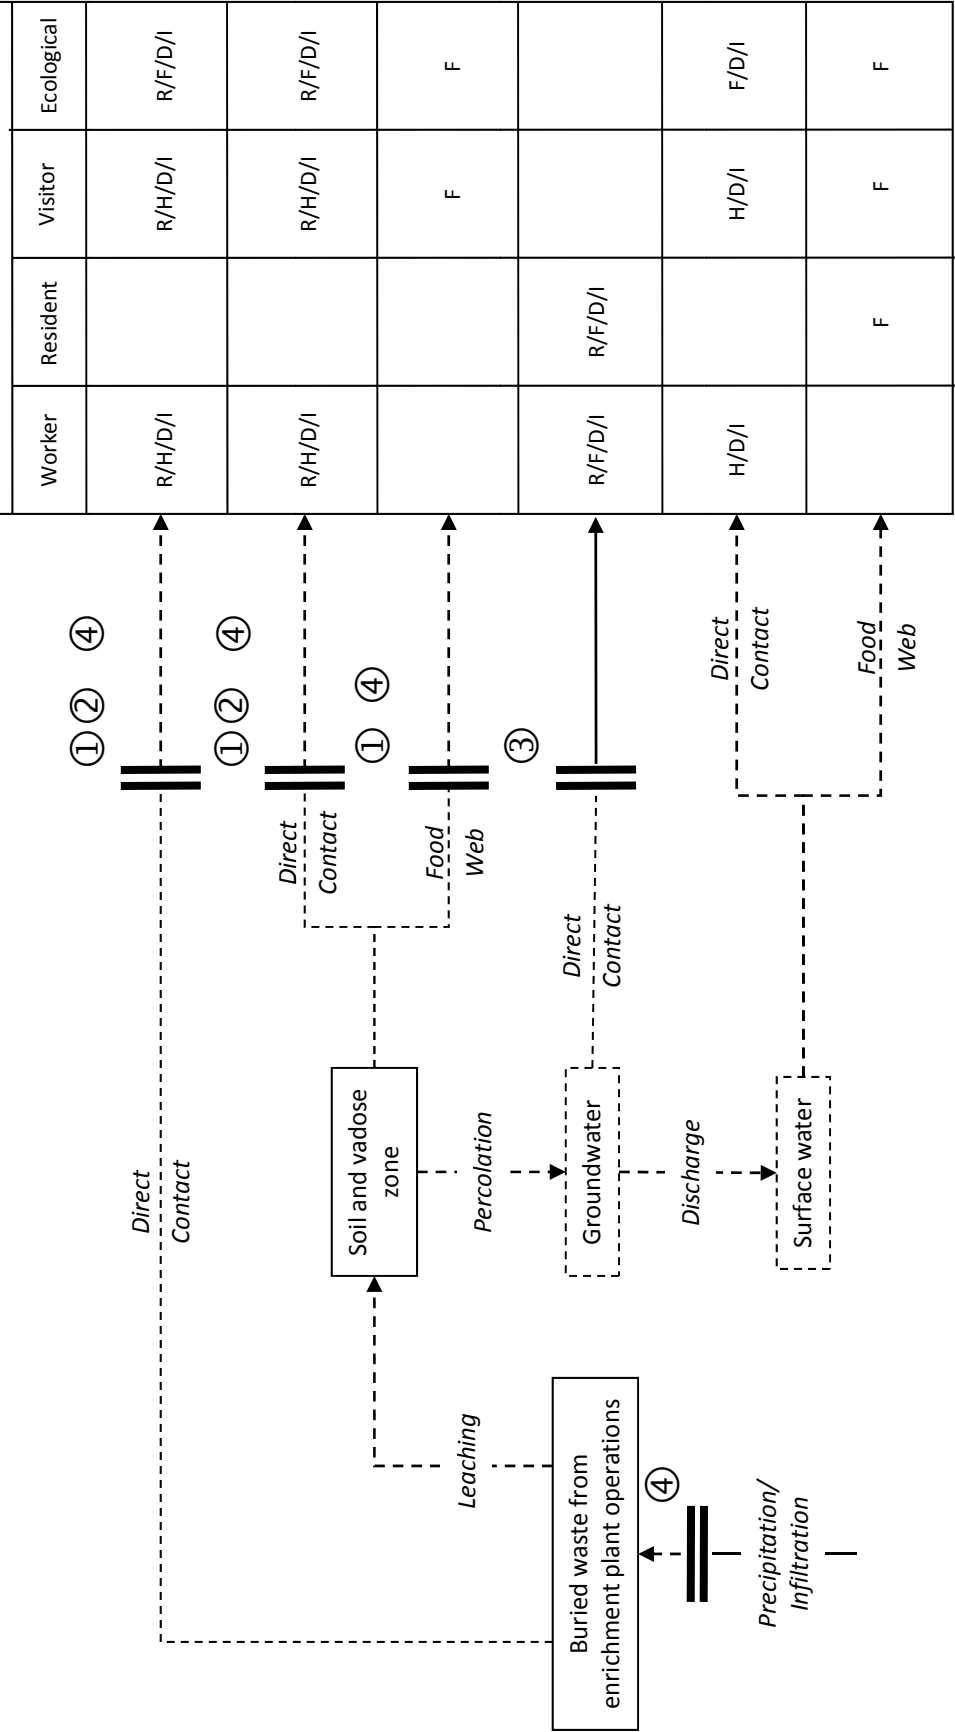 Worker
Resident
Visitor
Ecological
① ② ④
Direct
Contact
R/H/D/I
R/H/D/I
R/F/D/I
① ② ④
Direct
Contact
R/H/D/I
R/H/D/I
R/F/D/I
① ④
Food
Web
F
F
Soil and vadose
zone
Leaching
Percolation
③
Direct
Contact
R/F/D/I
R/F/D/I
Groundwater
Discharge
Buried waste from
enrichment plant operations
④
Precipitation/
Infiltration
Surface water
Direct
Contact
H/D/I
H/D/I
F/D/I
Food
Web
F
F
F